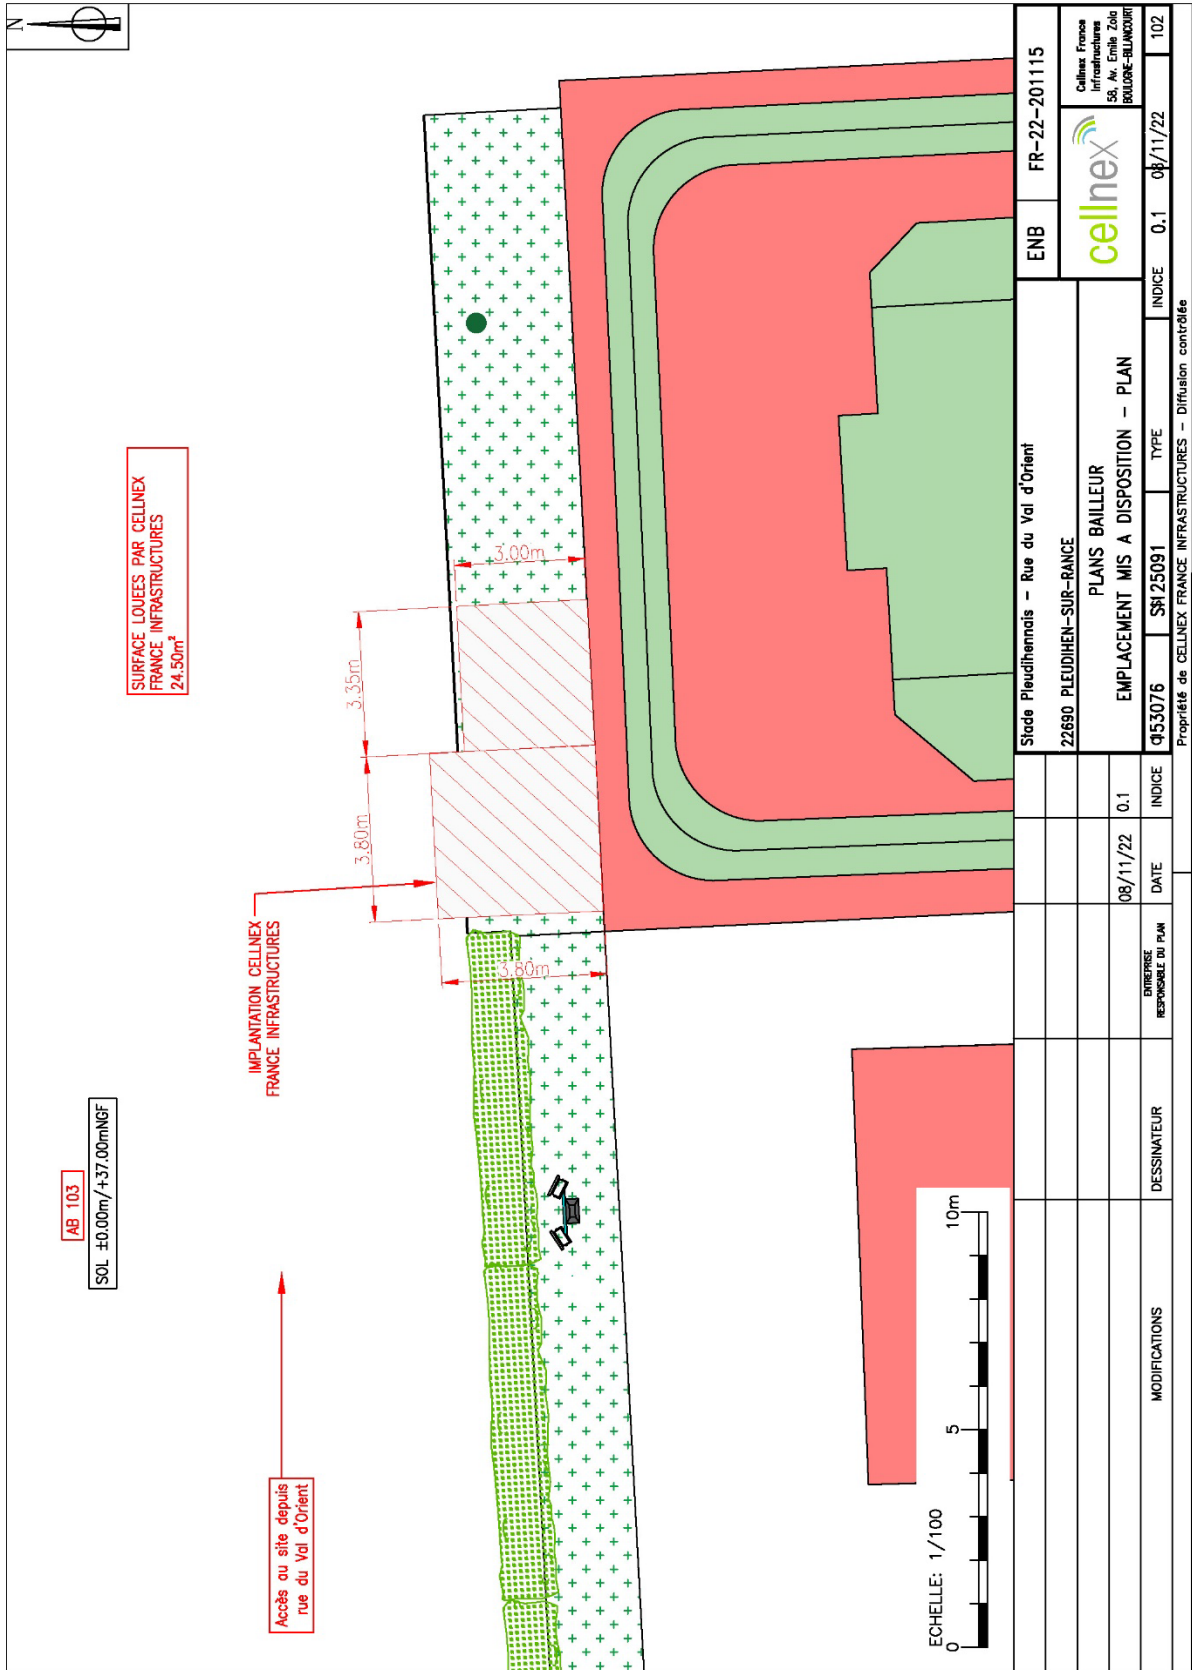 N
AB 103
SOL ±0.00m/+37.00mNGF
SURFACE LOUEES PAR CELLNEX
FRANCE INFRASTRUCTURES
24.50m²
Accès au site depuis
rue du Val d'Orient
IMPLANTATION CELLNEX
FRANCE INFRASTRUCTURES
3.80m
3.35m
3.80m
3.00m
ECHELLE: 1/100
0
5
10m
Stade Pleudihennais - Rue du Val d'Orient
22690 PLEUDIHEN-SUR-RANCE
ENB
FR-22-201115
PLANS BAILLEUR
EMPLACEMENT MIS A DISPOSITION - PLAN
cellnex
Cellnex France
Infrastructures
58, Av. Emile Zola
BOULOGNE-BILLANCOURT
08/11/22
0.1
MODIFICATIONS
DESSINATEUR
ENTREPRISE
RESPONSABLE DU PLAN
DATE
INDICE
TYPE
INDICE
0.1
08/11/22
102
Propriété de CELLNEX FRANCE INFRASTRUCTURES - Diffusion contrôlée